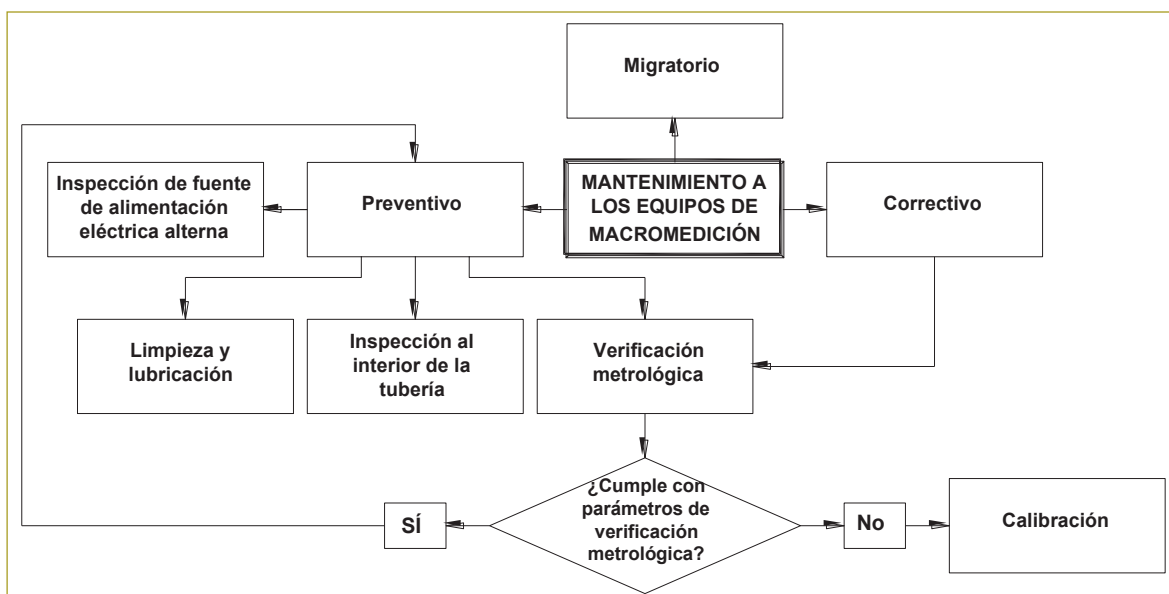 Migratorio
Inspección de fuente
de alimentación
eléctrica alterna
Preventivo
MANTENIMIENTO A
LOS EQUIPOS DE
MACROMEDICIÓN
Correctivo
Limpieza y
lubricación
Inspección al
interior de la
tubería
Verificación
metrológica
¿Cumple con
parámetros de
verificación
metrológica?
SÍ
No
Calibración